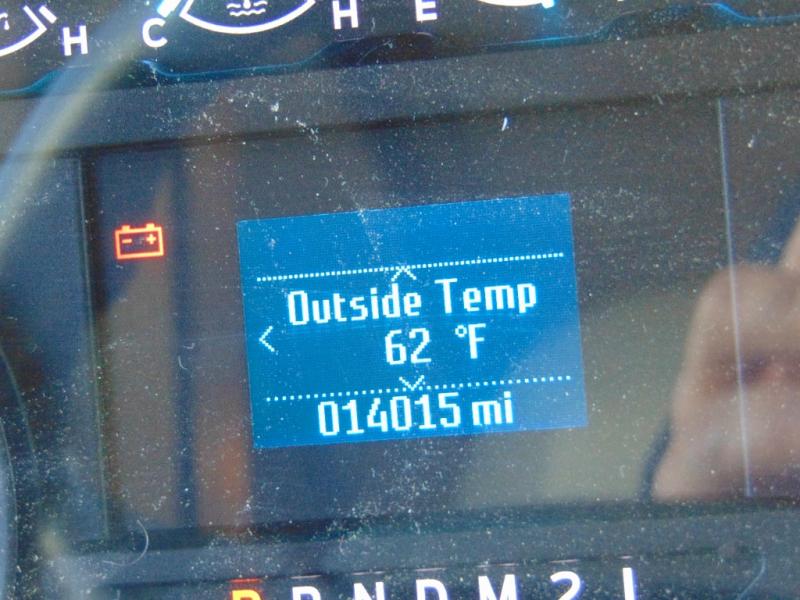 H C H E
Outside Temp
62 °F
014015 mi
P R N D M 2 1